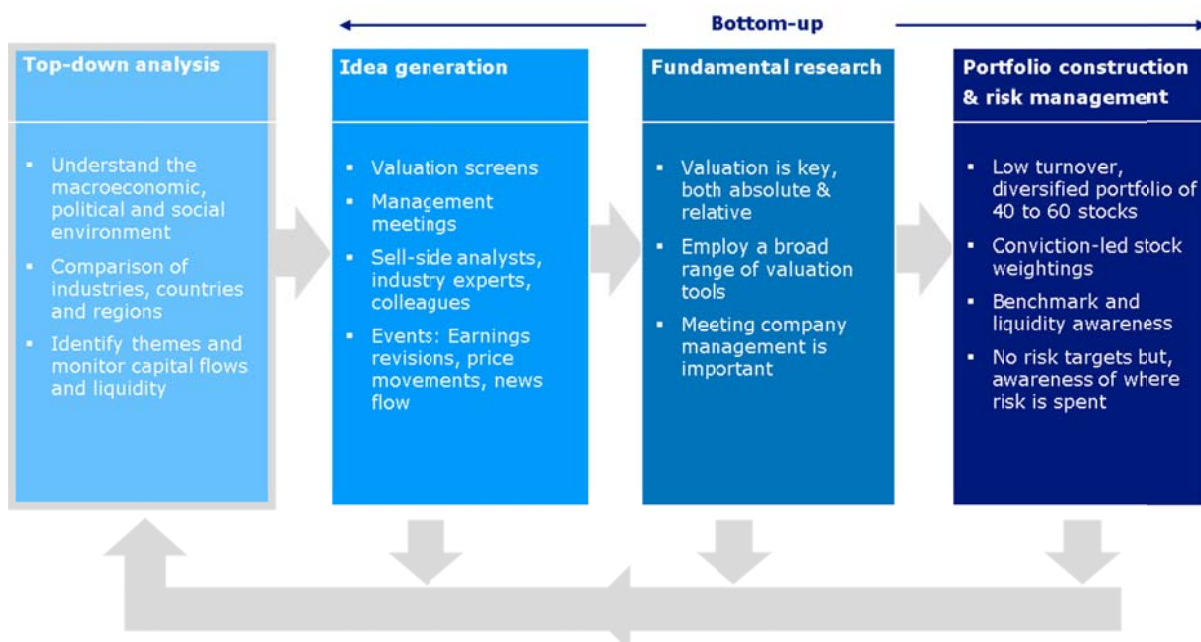 Bottom-up
Top-down analysis
▪ Understand the
macroeconomic,
political and social
environment
▪ Comparison of
industries, countries
and regions
▪ Identify themes and
monitor capital flows
and liquidity
Idea generation
▪ Valuation screens
▪ Management
meetings
▪ Sell-side analysts,
industry experts,
colleagues
▪ Events: Earnings
revisions, price
movements, news
flow
Fundamental research
▪ Valuation is key,
both absolute &
relative
▪ Employ a broad
range of valuation
tools
▪ Meeting company
management is
important
Portfolio construction
& risk management
▪ Low turnover,
diversified portfolio of
40 to 60 stocks
▪ Conviction-led stock
weightings
▪ Benchmark and
liquidity awareness
▪ No risk targets but,
awareness of where
risk is spent